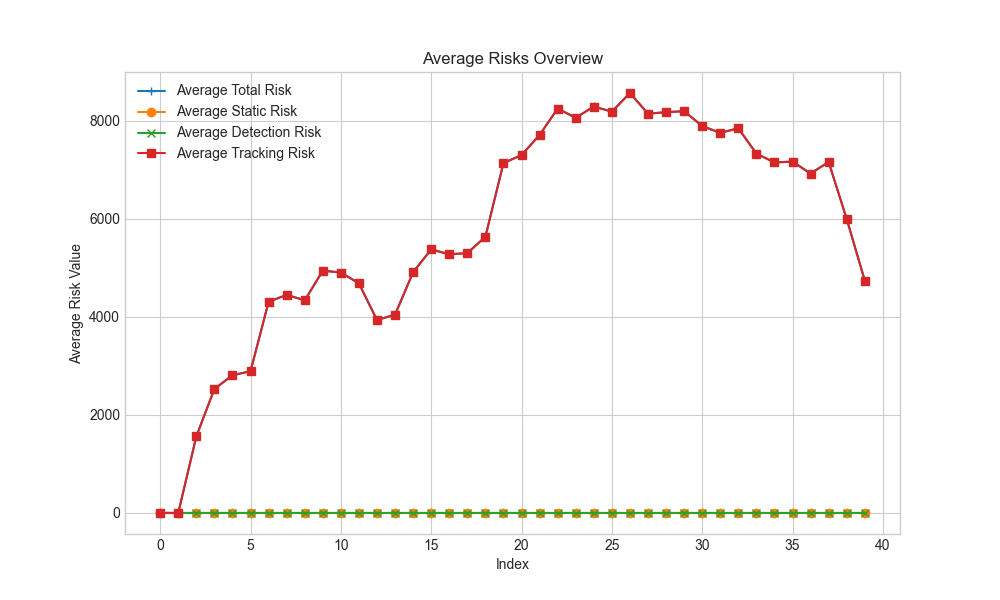 Average Risks Overview
Average Total Risk
Average Static Risk
Average Detection Risk
Average Tracking Risk
8000
6000
4000
2000
0
Average Risk Value
0 5 10 15 20 25 30 35 40
Index